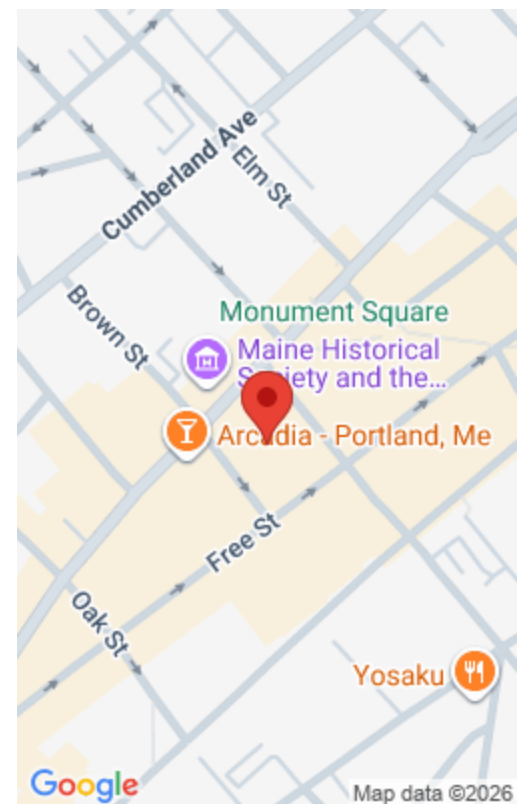 Cumberland Ave
Elm St
Brown St
Monument Square
Maine Historical
Society and the...
Arcadia - Portland, Me
Free St
Oak St
Yosaku
Google
Map data ©2026